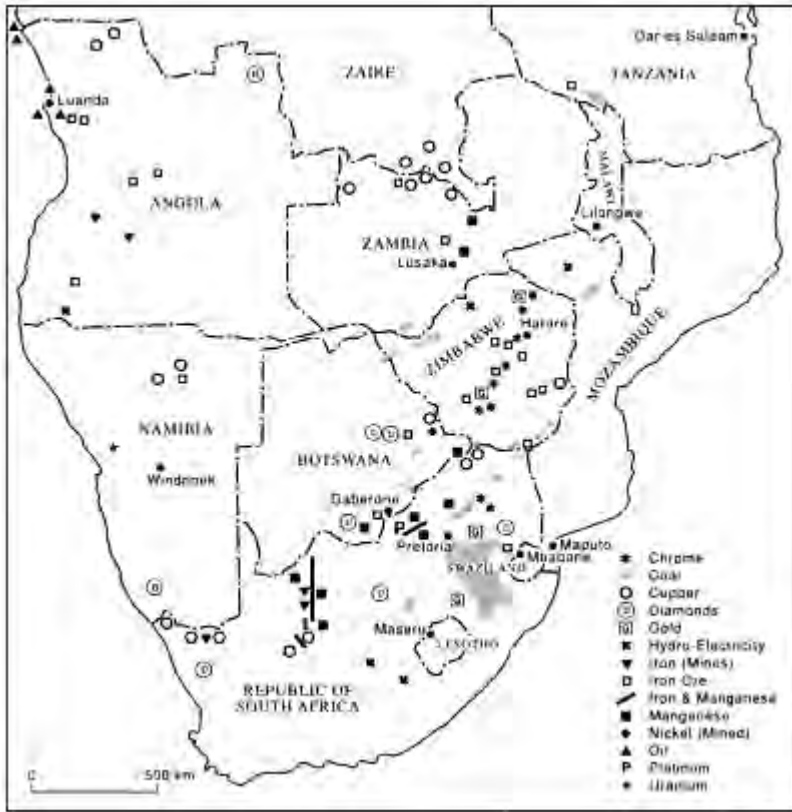 Dar es Salaam
ZAIRE
TANZANIA
Luanda
MALAWI
ANGOLA
Lilongwe
ZAMBIA
Lusaka
Harare
ZIMBABWE
MOZAMBIQUE
NAMIBIA
BOTSWANA
Windhoek
Gaberone
Pretoria
Maputo
Mbabane
SWAZILAND
Maseru
LESOTHO
REPUBLIC OF
SOUTH AFRICA
Chrome
Coal
Copper
Diamonds
Gold
Hydro-Electricity
Iron (Mines)
Iron Ore
Iron & Manganese
Manganese
Nickel (Mined)
Oil
Platinum
Uranium
0 500 km